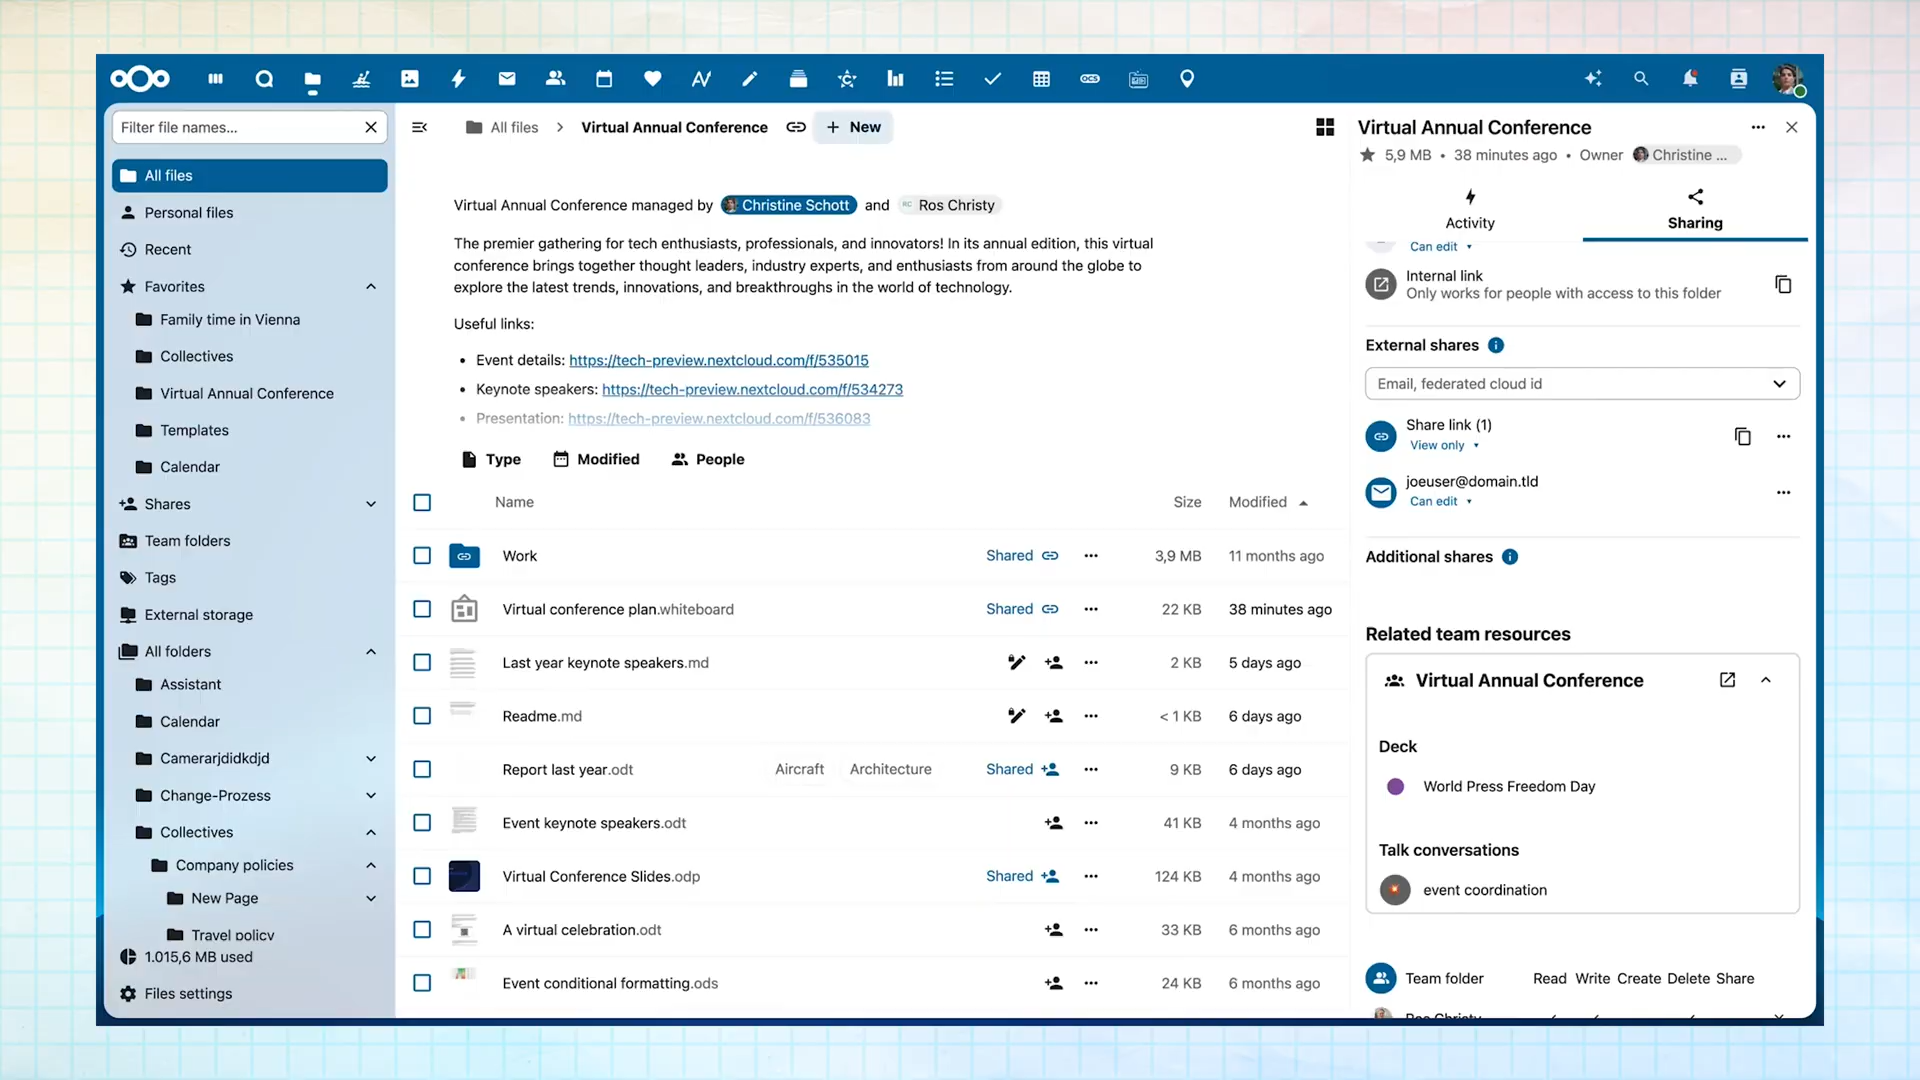 Filter file names...
All files
Personal files
Recent
Favorites
Family time in Vienna
Collectives
Virtual Annual Conference
Templates
Calendar
Shares
Team folders
Tags
External storage
All folders
Assistant
Calendar
Camerarjdidkdjd
Change-Prozess
Collectives
Company policies
New Page
Travel policy
1.015,6 MB used
Files settings
All files > Virtual Annual Conference + New
Virtual Annual Conference managed by Christine Schott and RC Ros Christy
The premier gathering for tech enthusiasts, professionals, and innovators! In its annual edition, this virtual
conference brings together thought leaders, industry experts, and enthusiasts from around the globe to
explore the latest trends, innovations, and breakthroughs in the world of technology.
Useful links:
• Event details: https://tech-preview.nextcloud.com/f/535015
• Keynote speakers: https://tech-preview.nextcloud.com/f/534273
• Presentation: https://tech-preview.nextcloud.com/f/536083
Type Modified People
Name Size Modified
Work Shared 3,9 MB 11 months ago
Virtual conference plan.whiteboard Shared 22 KB 38 minutes ago
Last year keynote speakers.md 2 KB 5 days ago
Readme.md < 1 KB 6 days ago
Report last year.odt Aircraft Architecture Shared 9 KB 6 days ago
Event keynote speakers.odt 41 KB 4 months ago
Virtual Conference Slides.odp Shared 124 KB 4 months ago
A virtual celebration.odt 33 KB 6 months ago
Event conditional formatting.ods 24 KB 6 months ago
Virtual Annual Conference
5,9 MB • 38 minutes ago • Owner Christine ...
Activity Sharing
Can edit
Internal link
Only works for people with access to this folder
External shares
Email, federated cloud id
Share link (1)
View only
joeuser@domain.tld
Can edit
Additional shares
Related team resources
Virtual Annual Conference
Deck
World Press Freedom Day
Talk conversations
event coordination
Team folder Read Write Create Delete Share
Ros Christy
OCS